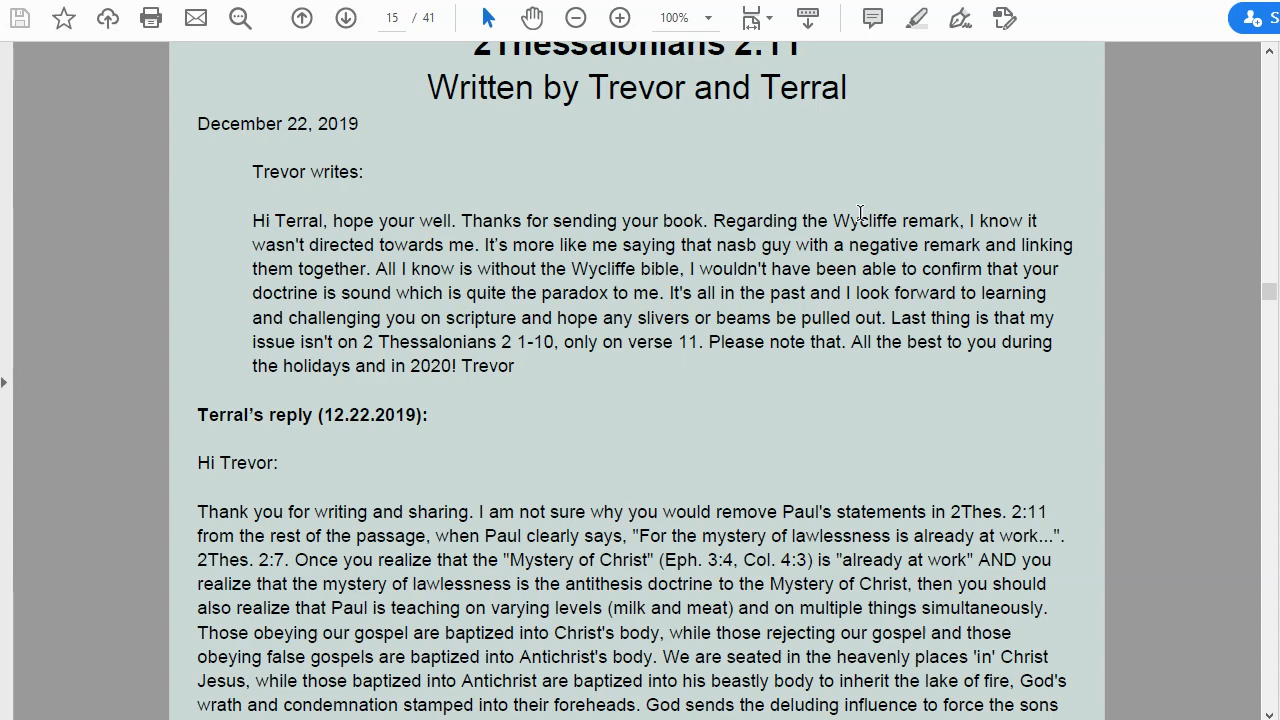 15 / 41 100% S
2Thessalonians 2:11
Written by Trevor and Terral
December 22, 2019
Trevor writes:
Hi Terral, hope your well. Thanks for sending your book. Regarding the Wycliffe remark, I know it
wasn't directed towards me. It’s more like me saying that nasb guy with a negative remark and linking
them together. All I know is without the Wycliffe bible, I wouldn't have been able to confirm that your
doctrine is sound which is quite the paradox to me. It's all in the past and I look forward to learning
and challenging you on scripture and hope any slivers or beams be pulled out. Last thing is that my
issue isn't on 2 Thessalonians 2 1-10, only on verse 11. Please note that. All the best to you during
the holidays and in 2020! Trevor
Terral’s reply (12.22.2019):
Hi Trevor:
Thank you for writing and sharing. I am not sure why you would remove Paul's statements in 2Thes. 2:11
from the rest of the passage, when Paul clearly says, "For the mystery of lawlessness is already at work...".
2Thes. 2:7. Once you realize that the "Mystery of Christ" (Eph. 3:4, Col. 4:3) is "already at work" AND you
realize that the mystery of lawlessness is the antithesis doctrine to the Mystery of Christ, then you should
also realize that Paul is teaching on varying levels (milk and meat) and on multiple things simultaneously.
Those obeying our gospel are baptized into Christ's body, while those rejecting our gospel and those
obeying false gospels are baptized into Antichrist's body. We are seated in the heavenly places 'in' Christ
Jesus, while those baptized into Antichrist are baptized into his beastly body to inherit the lake of fire, God's
wrath and condemnation stamped into their foreheads. God sends the deluding influence to force the sons